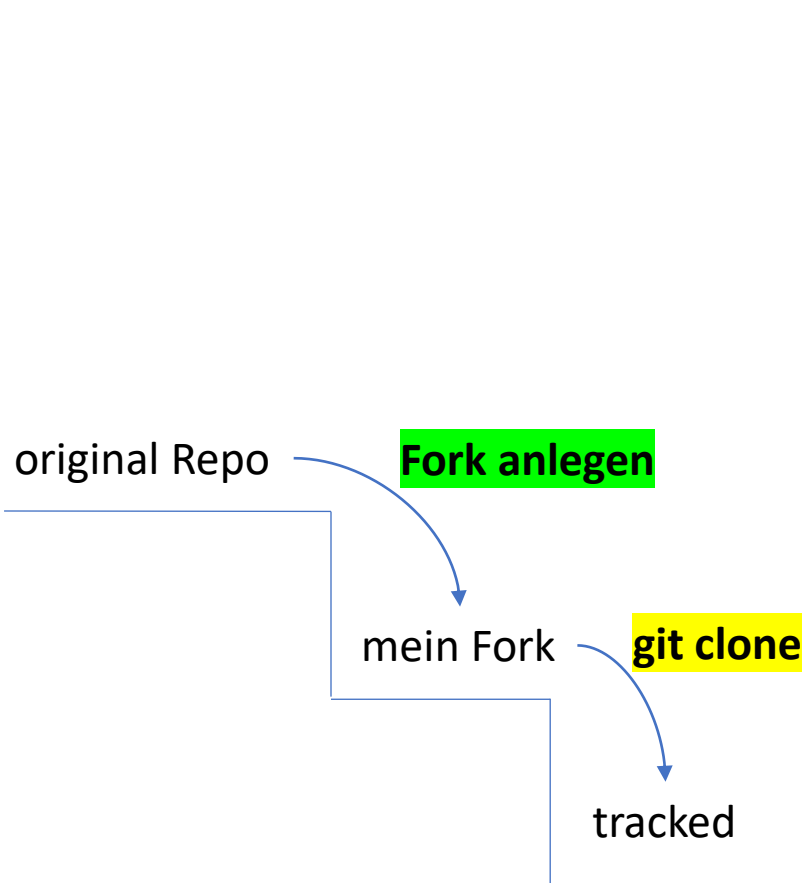 original Repo
Fork anlegen
mein Fork
git clone
tracked